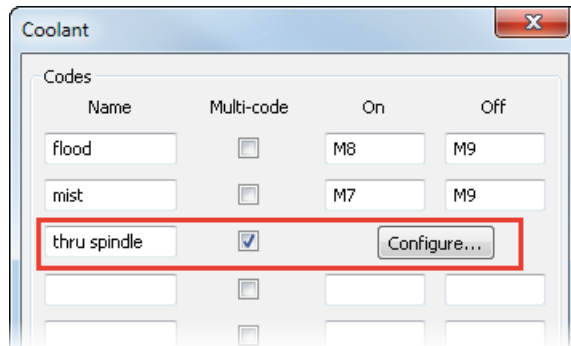 Coolant
Codes
Name Multi-code On Off
flood M8 M9
mist M7 M9
thru spindle Configure...